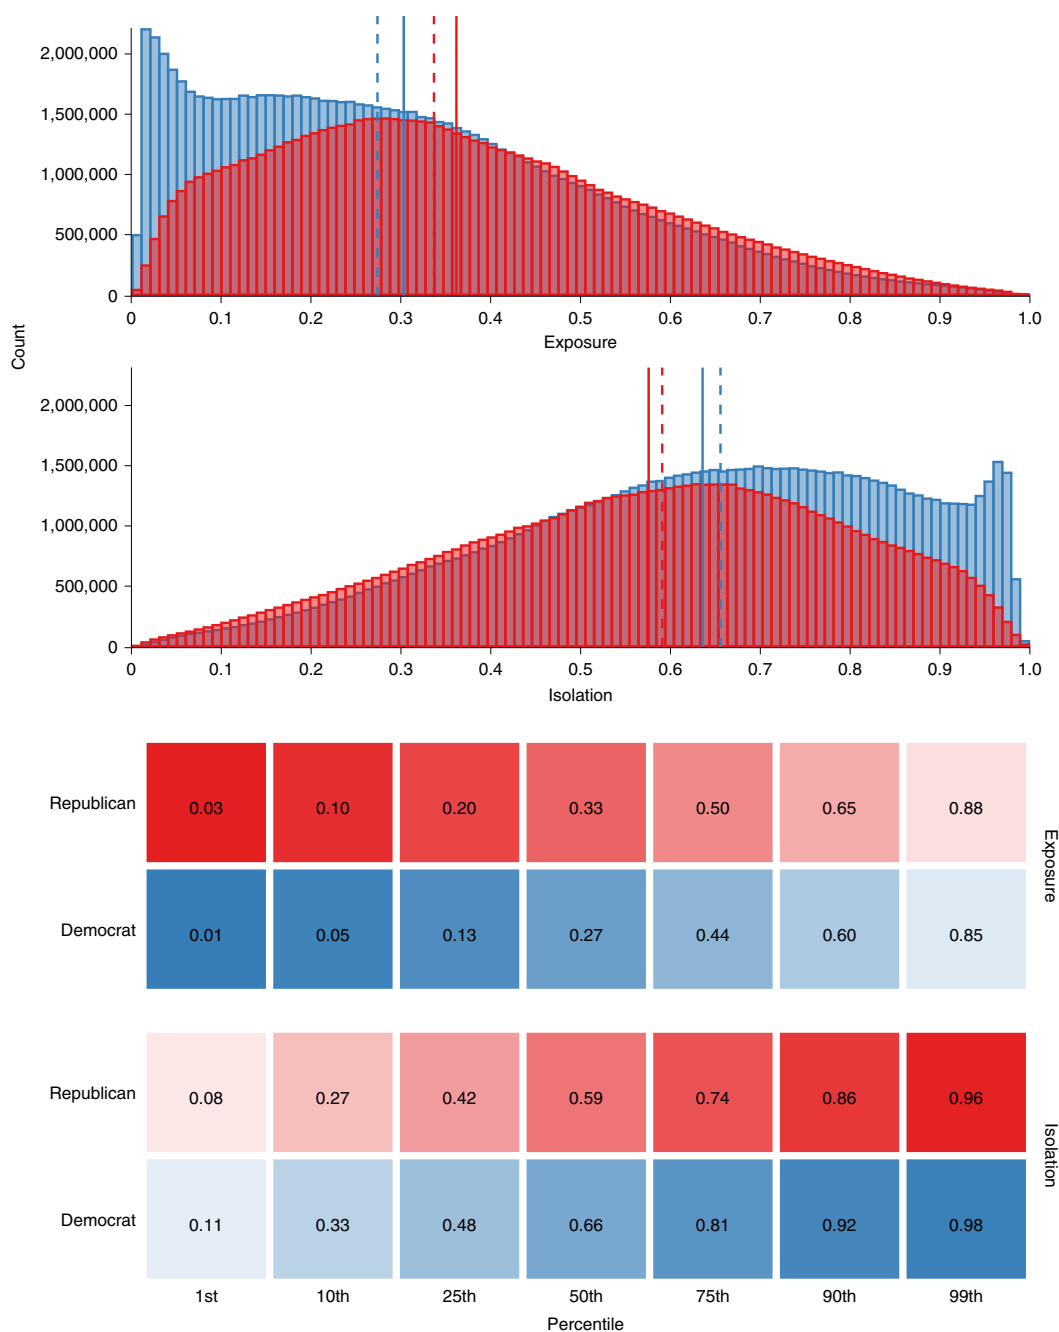 2,000,000
1,500,000
1,000,000
500,000
0
0 0.1 0.2 0.3 0.4 0.5 0.6 0.7 0.8 0.9 1.0
Exposure
Count
2,000,000
1,500,000
1,000,000
500,000
0
0 0.1 0.2 0.3 0.4 0.5 0.6 0.7 0.8 0.9 1.0
Isolation
Republican 0.03 0.10 0.20 0.33 0.50 0.65 0.88
Exposure
Democrat 0.01 0.05 0.13 0.27 0.44 0.60 0.85
Republican 0.08 0.27 0.42 0.59 0.74 0.86 0.96
Isolation
Democrat 0.11 0.33 0.48 0.66 0.81 0.92 0.98
1st 10th 25th 50th 75th 90th 99th
Percentile